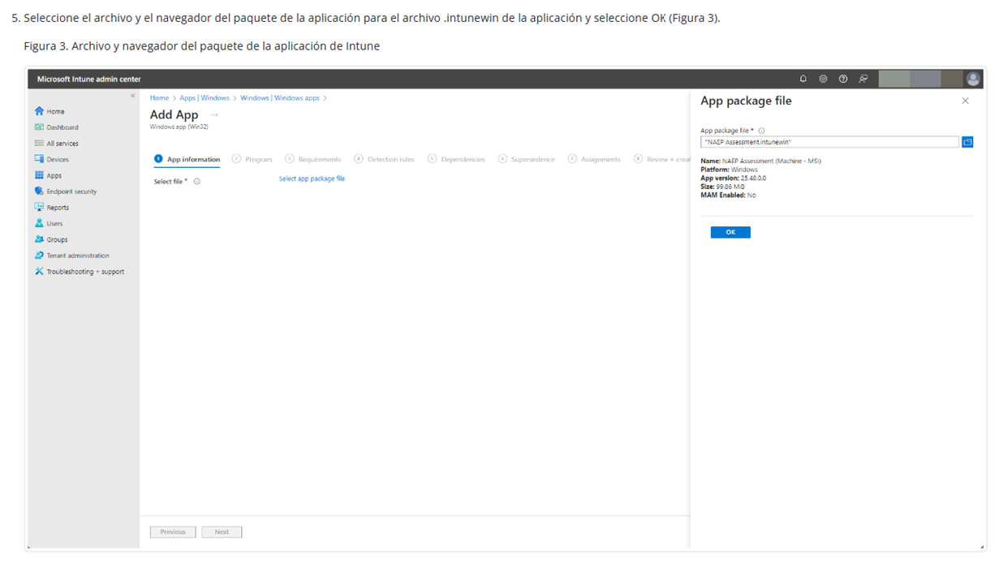 5. Seleccione el archivo y el navegador del paquete de la aplicación para el archivo .intunewin de la aplicación y seleccione OK (Figura 3).
Figura 3. Archivo y navegador del paquete de la aplicación de Intune
Microsoft Intune admin center
«
Home
Dashboard
All services
Devices
Apps
Endpoint security
Reports
Users
Groups
Tenant administration
Troubleshooting + support
Home > Apps | Windows > Windows | Windows apps >
Add App ...
Windows app (Win32)
1 App information 2 Program 3 Requirements 4 Detection rules 5 Dependencies 6 Supersedence 7 Assignments 8 Review + creat
Select file * Select app package file
Previous Next
App package file
App package file *
"NAEP Assessment.intunewin"
Name: NAEP Assessment (Machine - MSI)
Platform: Windows
App version: 25.48.0.0
Size: 99.86 MiB
MAM Enabled: No
OK